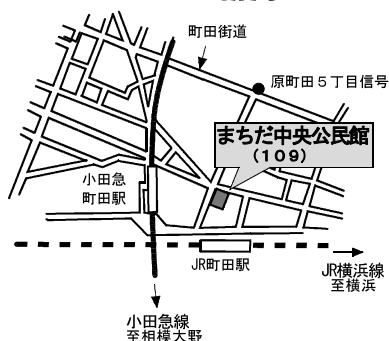 町田街道
原町田5丁目信号
まちだ中央公民館
(109)
小田急
町田駅
JR町田駅
JR横浜線
至横浜
小田急線
至相模大野